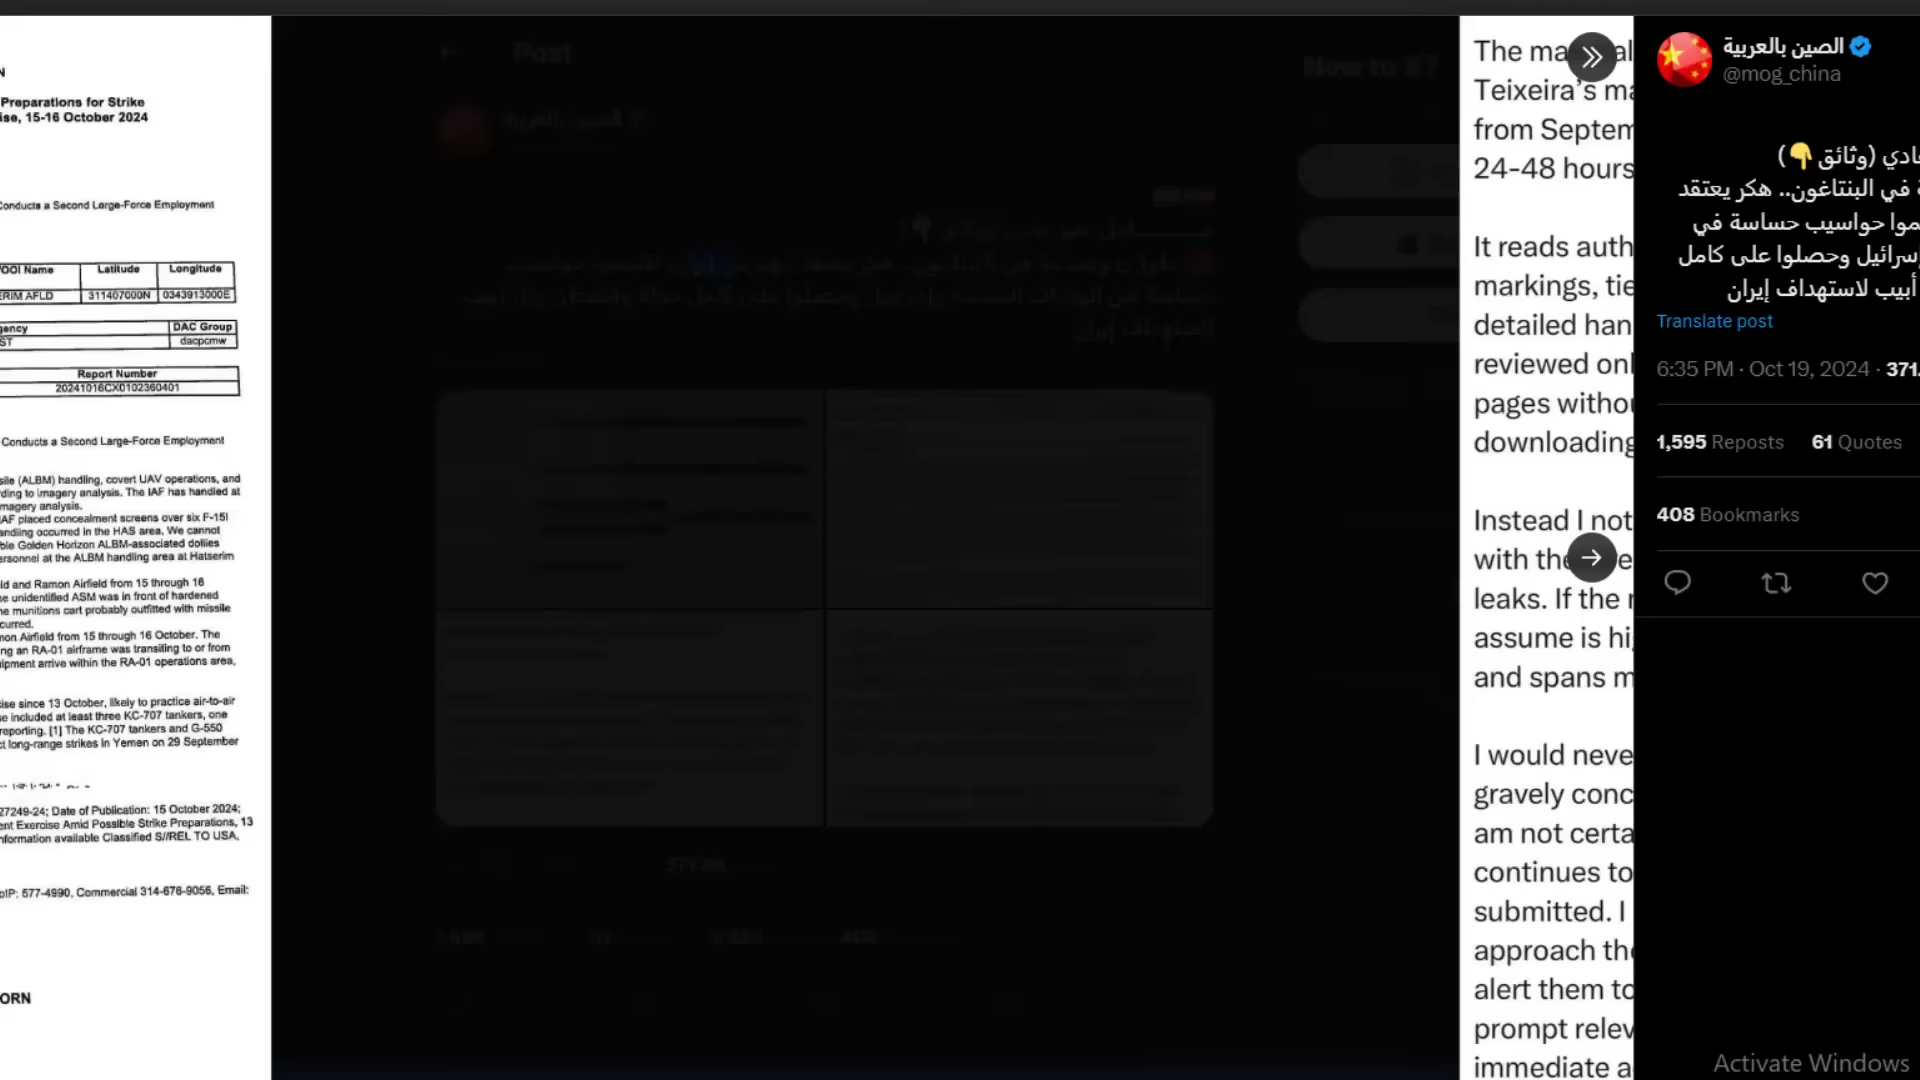 N
Preparations for Strike
ise, 15-16 October 2024
Conducts a Second Large-Force Employment
OOI Name Latitude Longitude
ERIM AFLD 311407000N 0343913000E
gency DAC Group
ST dacpcmw
Report Number
20241016CX0102360401
Conducts a Second Large-Force Employment
sile (ALBM) handling, covert UAV operations, and
rding to imagery analysis. The IAF has handled at
magery analysis.
IAF placed concealment screens over six F-15I
andling occurred in the HAS area. We cannot
ble Golden Horizon ALBM-associated dollies
ersonnel at the ALBM handling area at Hatserim
ld and Ramon Airfield from 15 through 16
e unidentified ASM was in front of hardened
ne munitions cart probably outfitted with missile
curred.
mon Airfield from 15 through 16 October. The
ng an RA-01 airframe was transiting to or from
uipment arrive within the RA-01 operations area,
cise since 13 October, likely to practice air-to-air
e included at least three KC-707 tankers, one
reporting. [1] The KC-707 tankers and G-550
ct long-range strikes in Yemen on 29 September
27249-24; Date of Publication: 15 October 2024;
ent Exercise Amid Possible Strike Preparations, 13
nformation available Classified S//REL TO USA,
oIP: 577-4990, Commercial 314-676-9056, Email:
ORN
Post
New to X?
The ma al
Teixeira's ma
from Septem
24-48 hours
It reads auth
markings, tie
detailed han
reviewed onl
pages withou
downloading
Instead I not
with the e
leaks. If the r
assume is hi
and spans m
I would neve
gravely conc
am not certa
continues to
submitted. I
approach the
alert them to
prompt relev
immediate a
الصين بالعربية
@mog_china
ادي (وثائق 👇)
في البنتاغون.. هكر يعتقد
موا حواسيب حساسة في
إسرائيل وحصلوا على كامل
أبيب لاستهداف إيران
Translate post
6:35 PM · Oct 19, 2024 · 371.
1,595 Reposts 61 Quotes
408 Bookmarks
Activate Windows